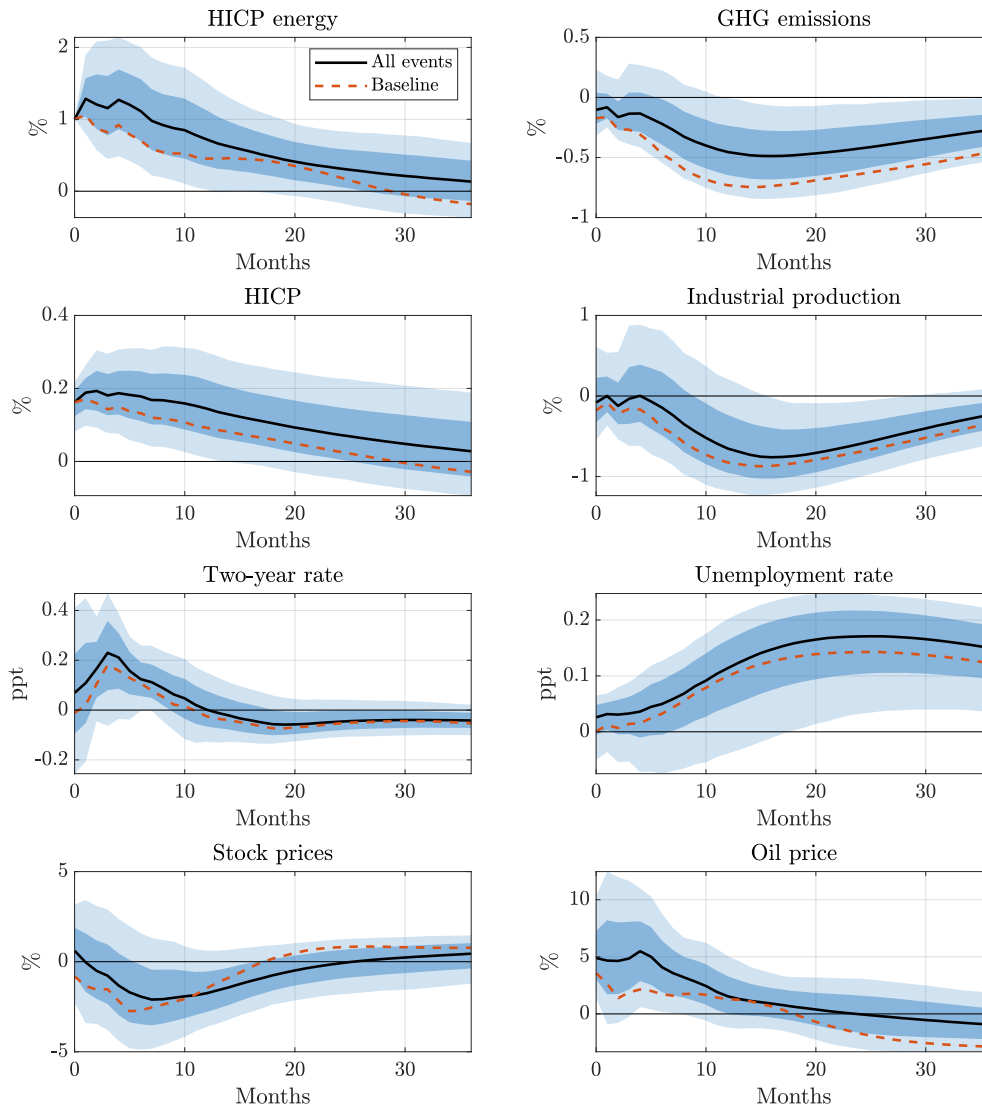 HICP energy
2
1
0
%
All events
Baseline
0 10 20 30
Months
GHG emissions
0.5
0
-0.5
-1
%
0 10 20 30
Months
HICP
0.4
0.2
0
%
0 10 20 30
Months
Industrial production
1
0
-1
%
0 10 20 30
Months
Two-year rate
0.4
0.2
0
-0.2
ppt
0 10 20 30
Months
Unemployment rate
0.2
0.1
0
ppt
0 10 20 30
Months
Stock prices
5
0
-5
%
0 10 20 30
Months
Oil price
10
5
0
%
0 10 20 30
Months